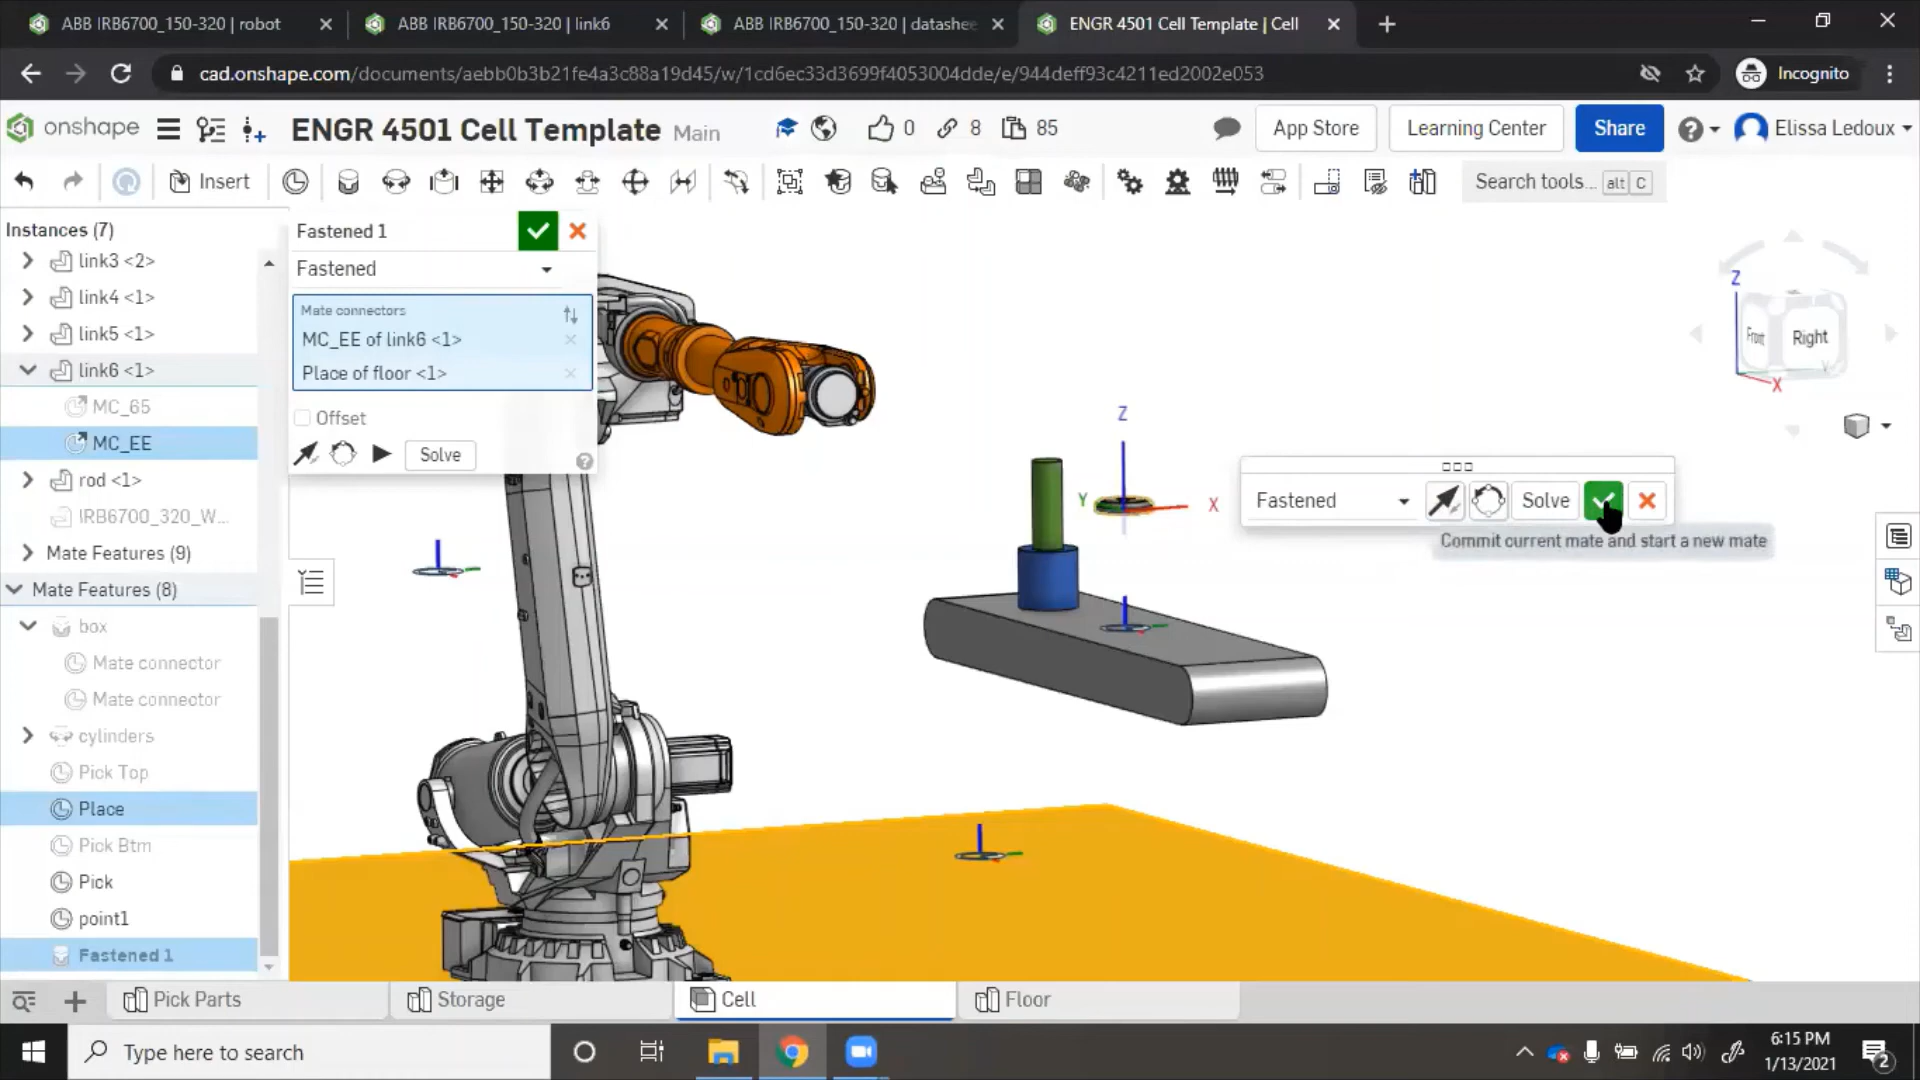 ABB IRB6700_150-320 | robot
ABB IRB6700_150-320 | link6
ABB IRB6700_150-320 | datashee
ENGR 4501 Cell Template | Cell
cad.onshape.com/documents/aebb0b3b21fe4a3c88a19d45/w/1cd6ec33d3699f4053004dde/e/944deff93c4211ed2002e053
Incognito
onshape
ENGR 4501 Cell Template Main
0
8
85
App Store
Learning Center
Share
Elissa Ledoux
Insert
Search tools... alt C
Instances (7)
link3 <2>
link4 <1>
link5 <1>
link6 <1>
MC_65
MC_EE
rod <1>
IRB6700_320_W...
Mate Features (9)
Mate Features (8)
box
Mate connector
Mate connector
cylinders
Pick Top
Place
Pick Btm
Pick
point1
Fastened 1
Fastened 1
Fastened
Mate connectors
MC_EE of link6 <1>
Place of floor <1>
Offset
Solve
Z
Y
X
Fastened
Solve
Commit current mate and start a new mate
Z
Front
Right
Y
X
Pick Parts
Storage
Cell
Floor
Type here to search
6:15 PM
1/13/2021
2